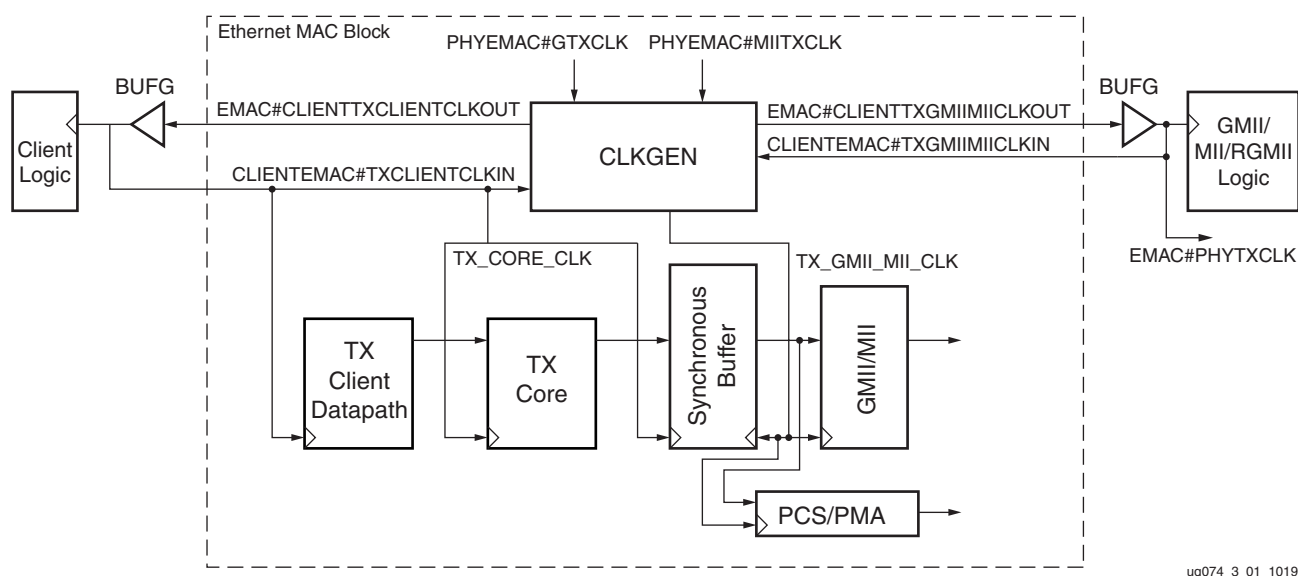 Ethernet MAC Block
PHYEMAC#GTXCLK
PHYEMAC#MIITXCLK
BUFG
EMAC#CLIENTTXCLIENTCLKOUT
EMAC#CLIENTTXGMIIMIICLKOUT
BUFG
Client
Logic
CLKGEN
CLIENTEMAC#TXGMIIMIICLKIN
GMII/
MII/RGMII
Logic
CLIENTEMAC#TXCLIENTCLKIN
EMAC#PHYTXCLK
TX_CORE_CLK
TX_GMII_MII_CLK
TX
Client
Datapath
TX
Core
Synchronous
Buffer
GMII/MII
PCS/PMA
ug074_3_01_1019